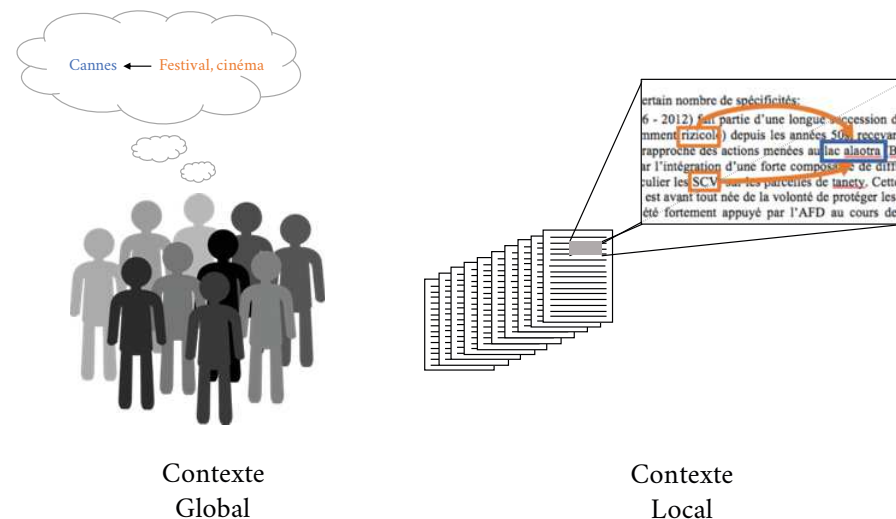 Cannes Festival, cinéma
ertain nombre de spécificités:
6 - 2012) fait partie d'une longue succession d
mment rizicole) depuis les années 50, recevan
rapproche des actions menées au lac alaotra B
ar l'intégration d'une forte composante de diff
culier les SCV sur les parcelles de tanety. Cett
est avant tout née de la volonté de protéger les
été fortement appuyé par l'AFD au cours de
Contexte
Global
Contexte
Local